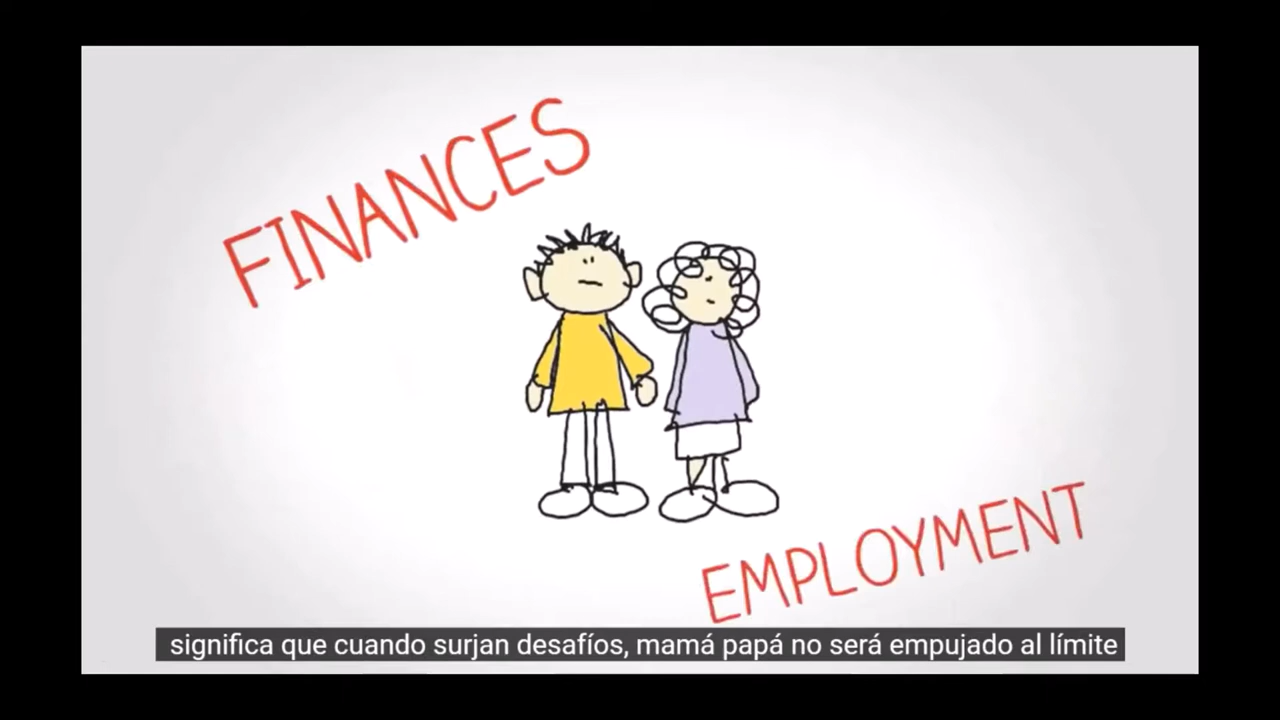 FINANCES
EMPLOYMENT
significa que cuando surjan desafíos, mamá papá no será empujado al límite